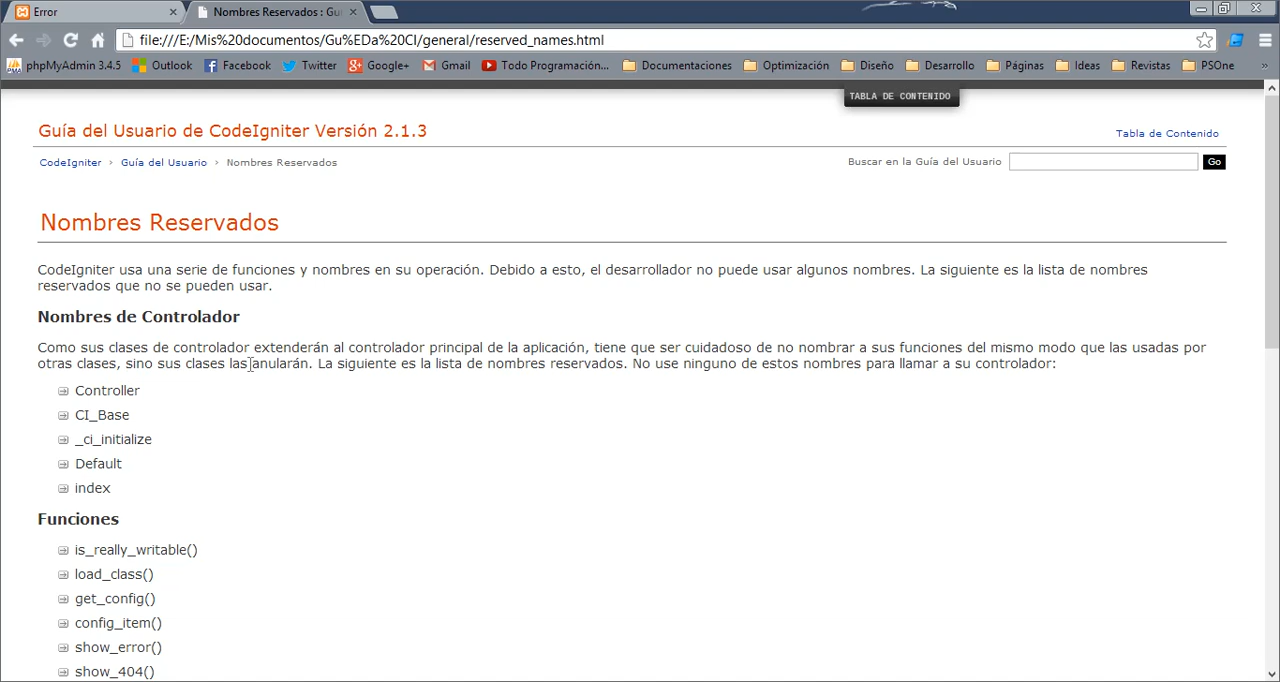 Error
Nombres Reservados : Gu
file:///E:/Mis%20documentos/Gu%EDa%20CI/general/reserved_names.html
phpMyAdmin 3.4.5 Outlook Facebook Twitter Google+ Gmail Todo Programación... Documentaciones Optimización Diseño Desarrollo Páginas Ideas Revistas PSOne »
TABLA DE CONTENIDO
Guía del Usuario de CodeIgniter Versión 2.1.3
Tabla de Contenido
CodeIgniter › Guía del Usuario › Nombres Reservados
Buscar en la Guía del Usuario Go
Nombres Reservados
CodeIgniter usa una serie de funciones y nombres en su operación. Debido a esto, el desarrollador no puede usar algunos nombres. La siguiente es la lista de nombres
reservados que no se pueden usar.
Nombres de Controlador
Como sus clases de controlador extenderán al controlador principal de la aplicación, tiene que ser cuidadoso de no nombrar a sus funciones del mismo modo que las usadas por
otras clases, sino sus clases las anularán. La siguiente es la lista de nombres reservados. No use ninguno de estos nombres para llamar a su controlador:
Controller
CI_Base
_ci_initialize
Default
index
Funciones
is_really_writable()
load_class()
get_config()
config_item()
show_error()
show_404()